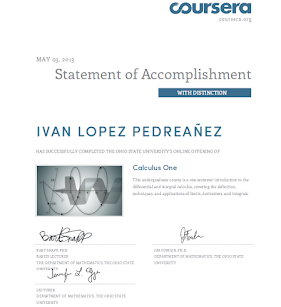 coursera
coursera.org
MAY 03, 2013
Statement of Accomplishment
WITH DISTINCTION
IVAN LOPEZ PEDREAÑEZ
HAS SUCCESSFULLY COMPLETED THE OHIO STATE UNIVERSITY'S ONLINE OFFERING OF
Calculus One
This undergraduate course is a one semester introduction to the
differential and integral calculus, covering the definition,
techniques, and applications of limits, derivatives, and integrals.
BART SNAPP, PH.D.
JIM FOWLER, PH.D.
BASED LECTURER
DEPARTMENT OF MATHEMATICS, THE OHIO STATE
THE DEPARTMENT OF MATHEMATICS, THE OHIO STATE
UNIVERSITY
UNIVERSITY
LECTURER
DEPARTMENT OF MATHEMATICS, THE OHIO STATE
UNIVERSITY